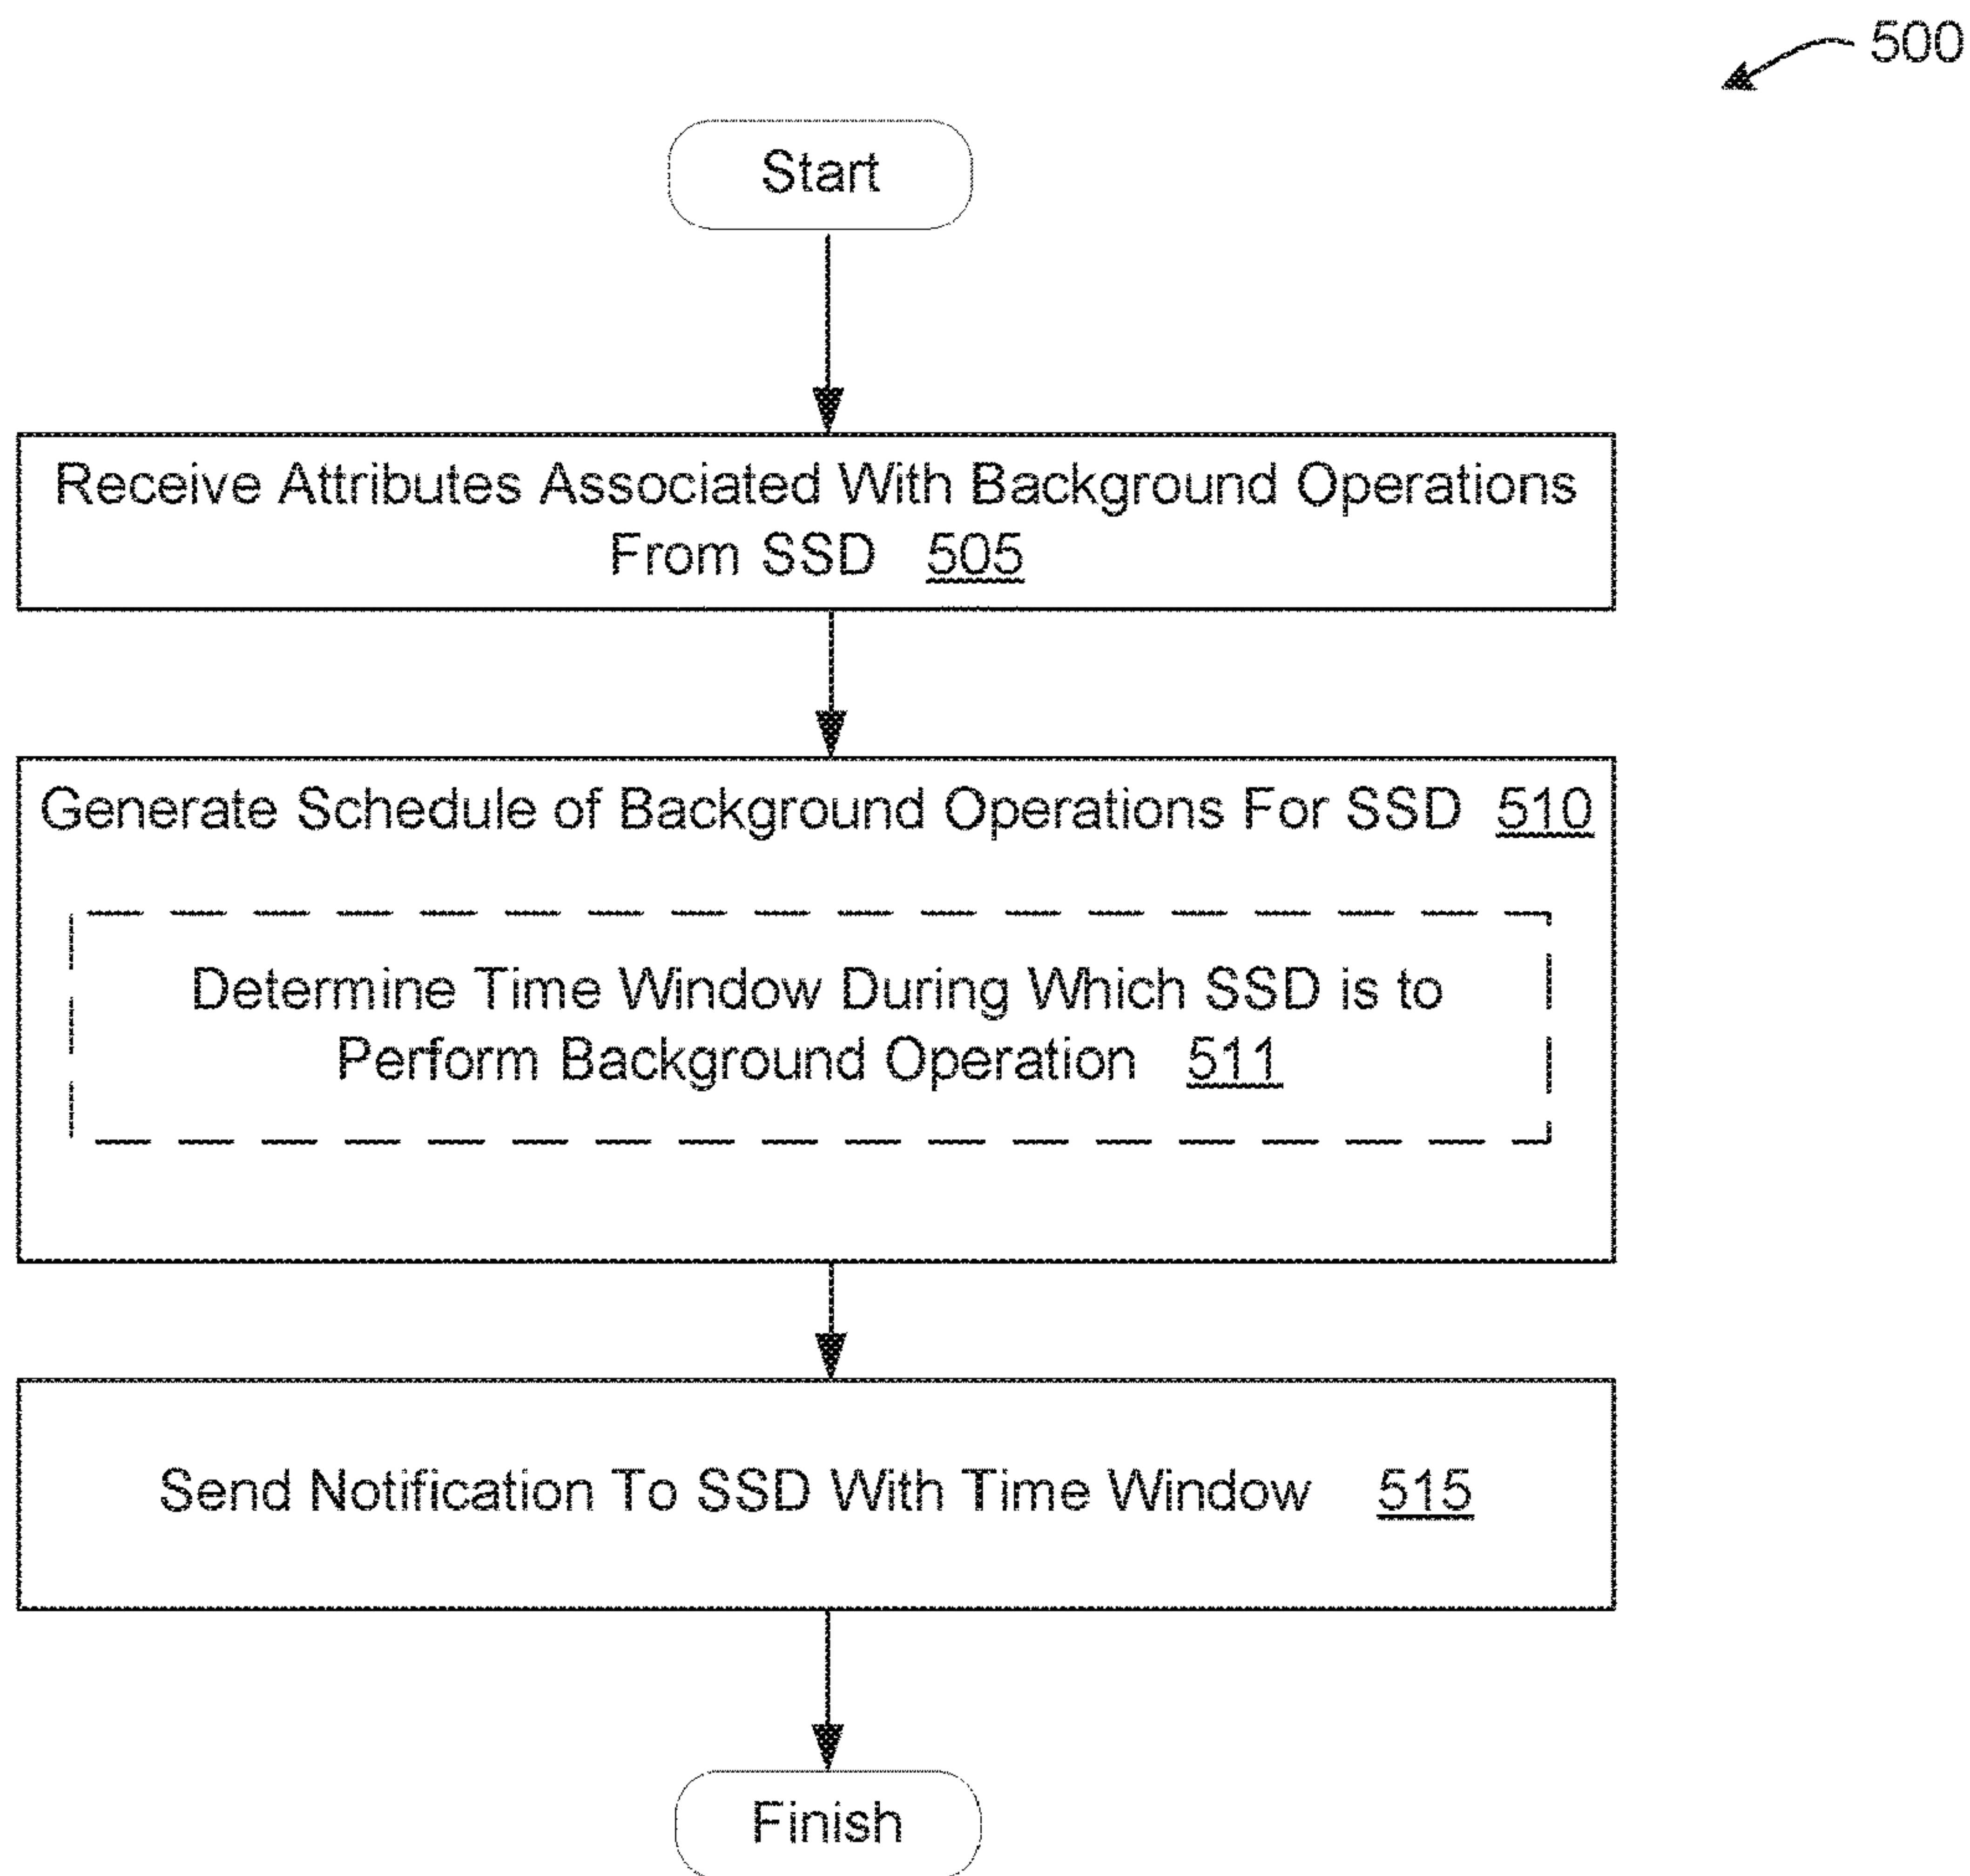 500
Start
Receive Attributes Associated With Background Operations
From SSD 505
Generate Schedule of Background Operations For SSD 510
Determine Time Window During Which SSD is to
Perform Background Operation 511
Send Notification To SSD With Time Window 515
Finish